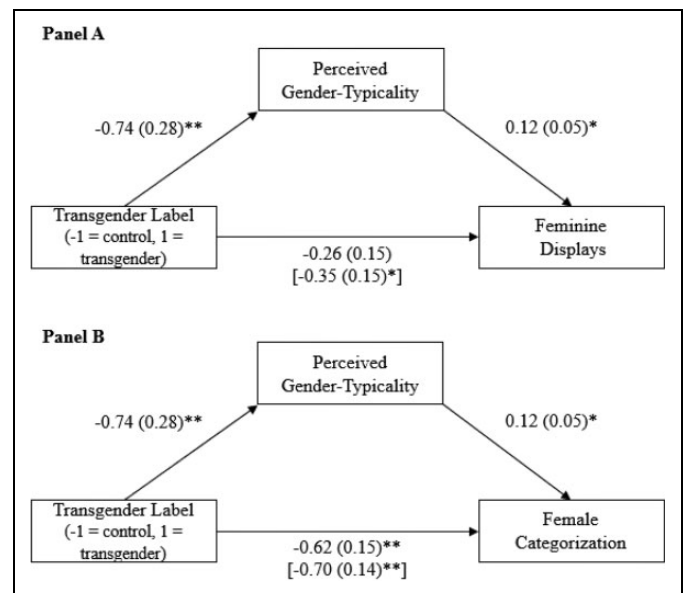 Panel A
Perceived
Gender-Typicality
-0.74 (0.28)**
0.12 (0.05)*
Transgender Label
(-1 = control, 1 =
transgender)
-0.26 (0.15)
[-0.35 (0.15)*]
Feminine
Displays
Panel B
Perceived
Gender-Typicality
-0.74 (0.28)**
0.12 (0.05)*
Transgender Label
(-1 = control, 1 =
transgender)
-0.62 (0.15)**
[-0.70 (0.14)**]
Female
Categorization